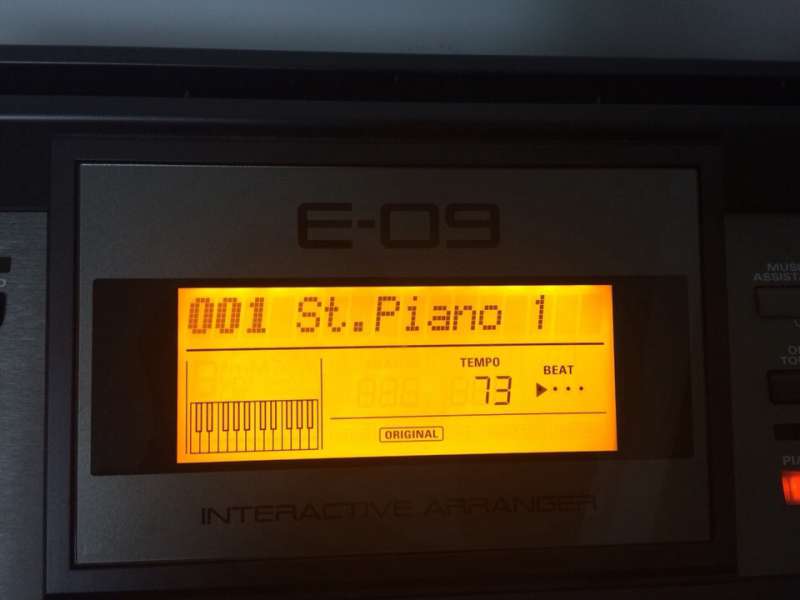 E-09
001 St.Piano 1
TEMPO
BEAT
73
ORIGINAL
INTERACTIVE ARRANGER